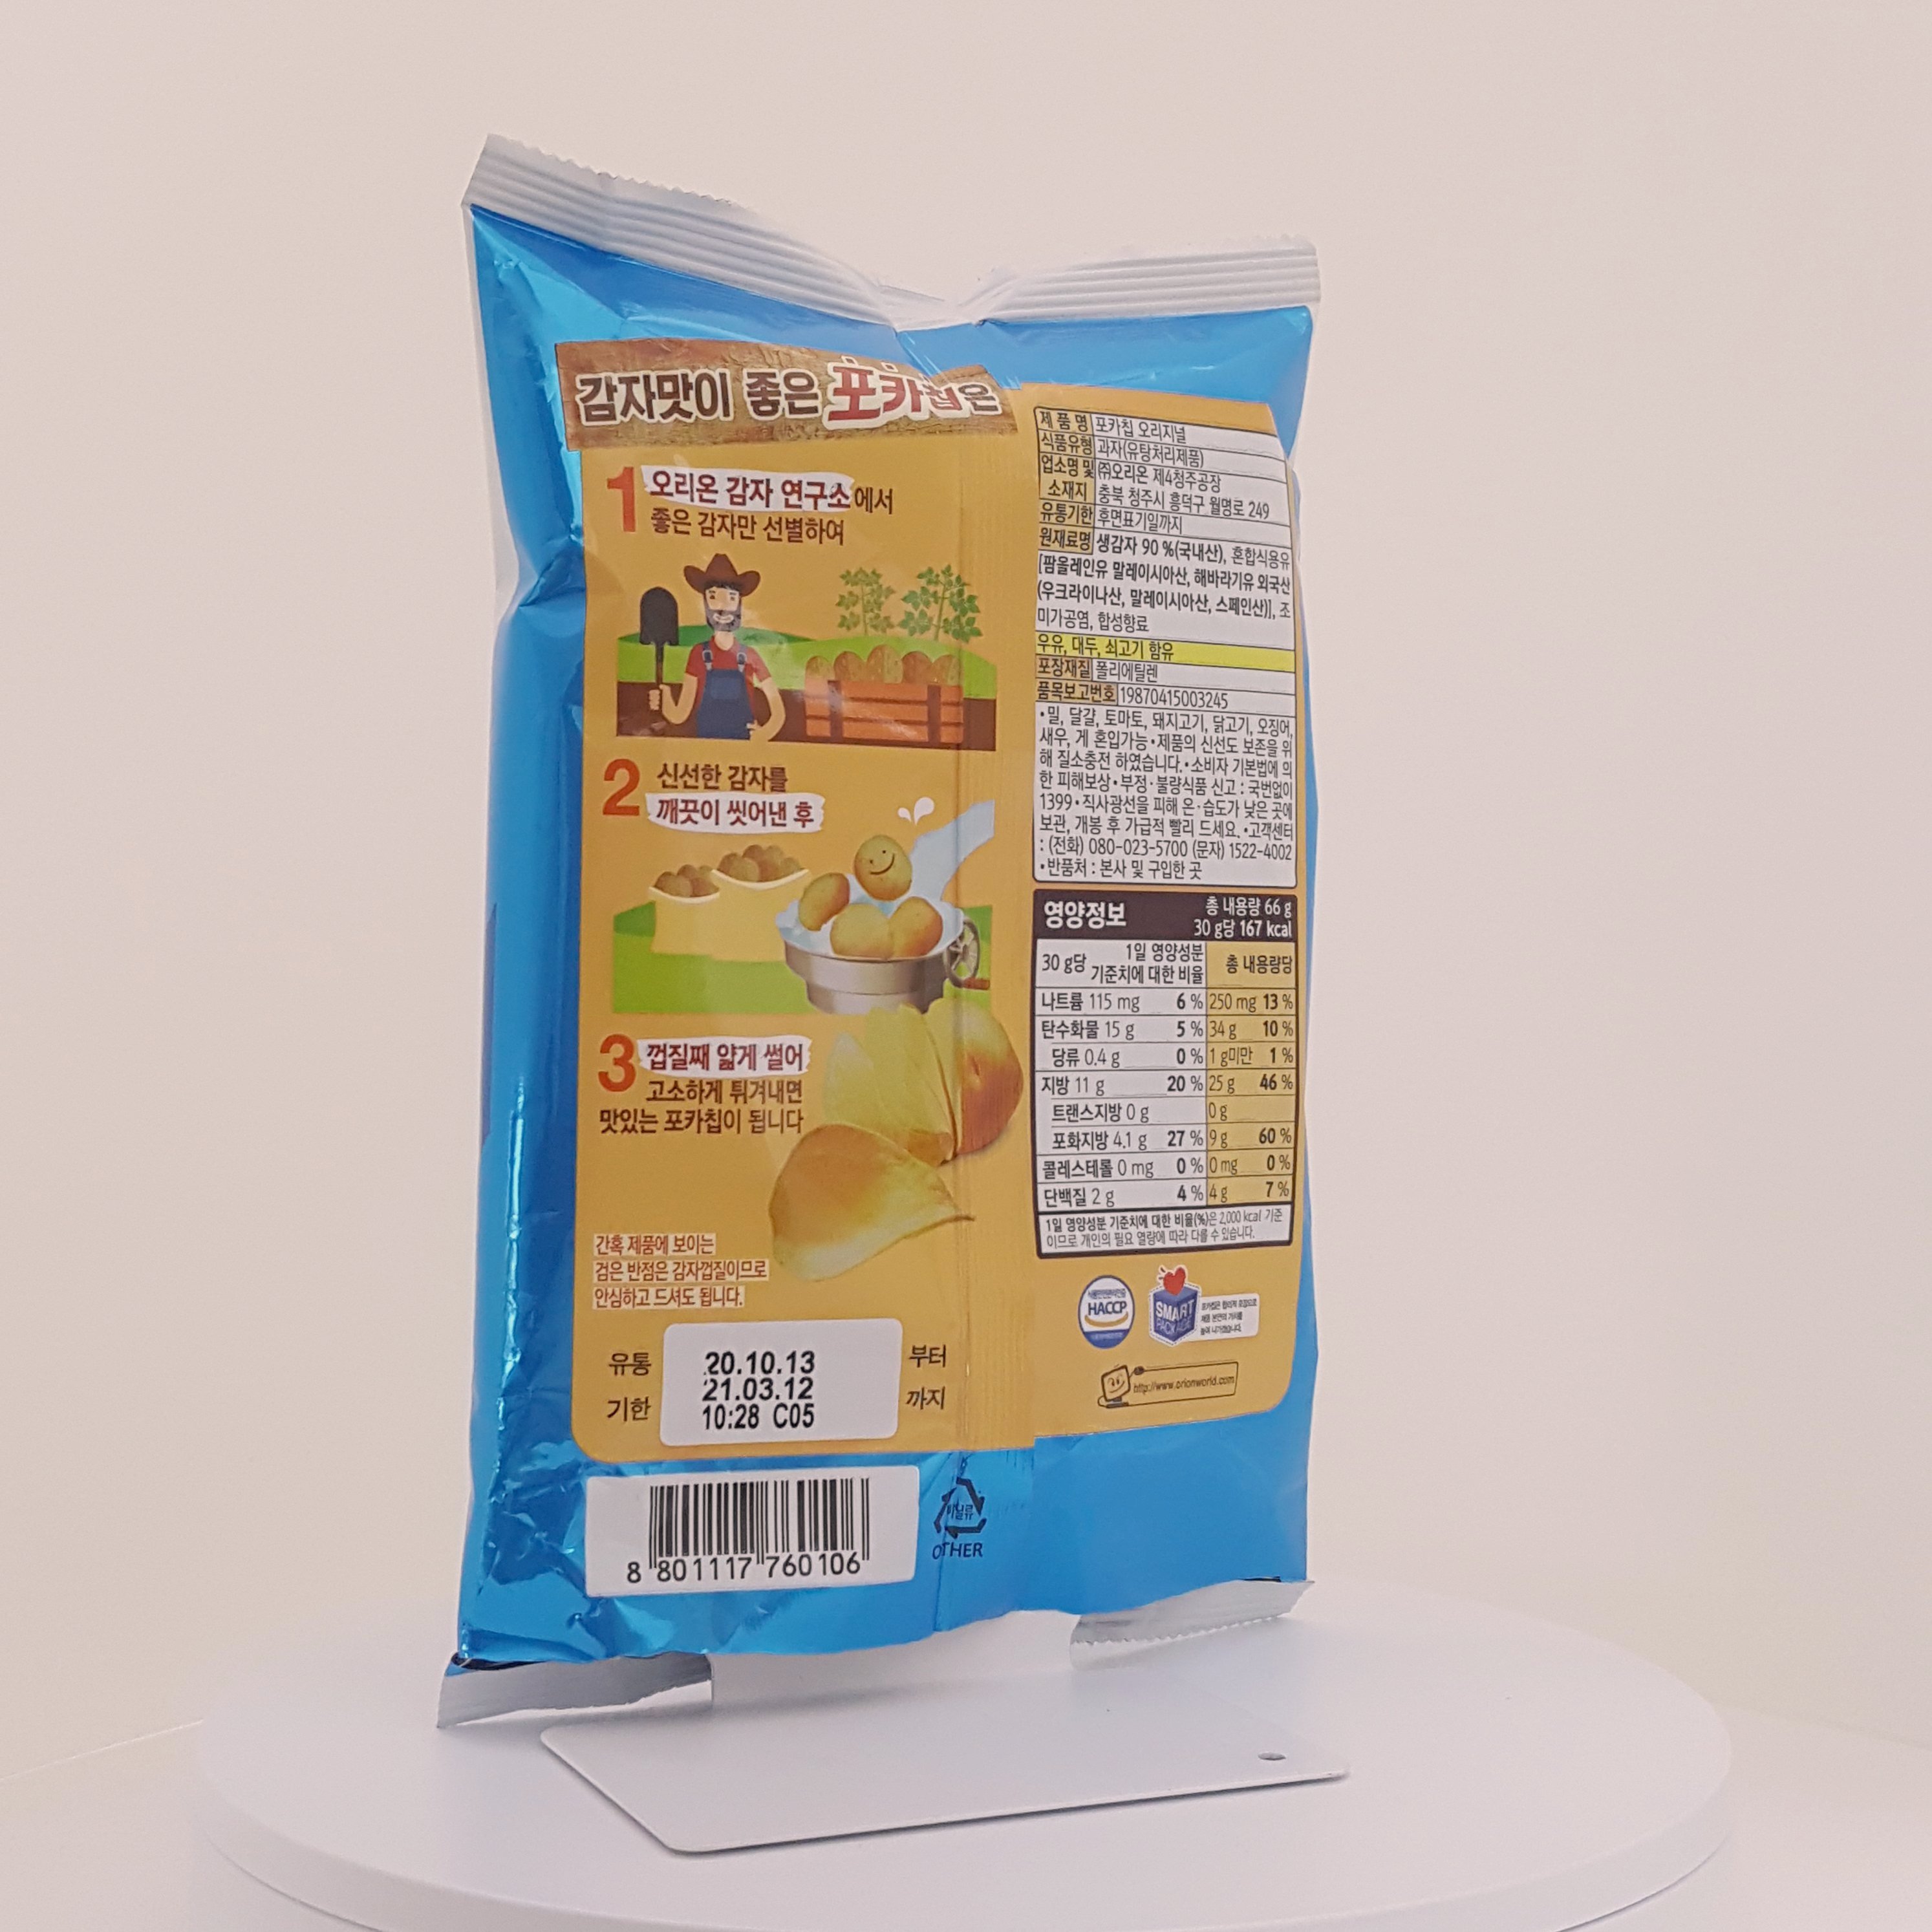 감자맛이 좋은 포카칩은
1 오리온 감자 연구소에서
좋은 감자만 선별하여
2 신선한 감자를
깨끗이 씻어낸 후
3 껍질째 얇게 썰어
고소하게 튀겨내면
맛있는 포카칩이 됩니다
간혹 제품에 보이는
검은 반점은 감자껍질이므로
안심하고 드셔도 됩니다.
유통 20.10.13 부터
21.03.12
기한 10:28 C05 까지
8 801117 760106
비닐류
OTHER
제품명 포카칩 오리지널
식품유형 과자(유탕처리제품)
업소명 및 ㈜오리온 제4청주공장
소재지 충북 청주시 흥덕구 월명로 249
유통기한 후면표기일까지
원재료명 생감자 90 %(국내산), 혼합식용유
[팜올레인유 말레이시아산, 해바라기유 외국산
(우크라이나산, 말레이시아산, 스페인산)], 조
미가공염, 합성향료
우유, 대두, 쇠고기 함유
포장재질 폴리에틸렌
품목보고번호 19870415003245
•밀, 달걀, 토마토, 돼지고기, 닭고기, 오징어,
새우, 게 혼입가능•제품의 신선도 보존을 위
해 질소충전 하였습니다.•소비자 기본법에 의
한 피해보상•부정·불량식품 신고 : 국번없이
1399•직사광선을 피해 온·습도가 낮은 곳에
보관, 개봉 후 가급적 빨리 드세요.•고객센터
: (전화) 080-023-5700 (문자) 1522-4002
•반품처 : 본사 및 구입한 곳
영양정보 총 내용량 66 g
30 g당 167 kcal
30 g당 1일 영양성분 기준치에 대한 비율 총 내용량당
나트륨 115 mg 6 % 250 mg 13 %
탄수화물 15 g 5 % 34 g 10 %
당류 0.4 g 0 % 1 g미만 1 %
지방 11 g 20 % 25 g 46 %
트랜스지방 0 g 0 g
포화지방 4.1 g 27 % 9 g 60 %
콜레스테롤 0 mg 0 % 0 mg 0 %
단백질 2 g 4 % 4 g 7 %
1일 영양성분 기준치에 대한 비율(%)은 2,000 kcal 기준
이므로 개인의 필요 열량에 따라 다를 수 있습니다.
HACCP
SMART
PACKAGE
http://www.orionworld.com